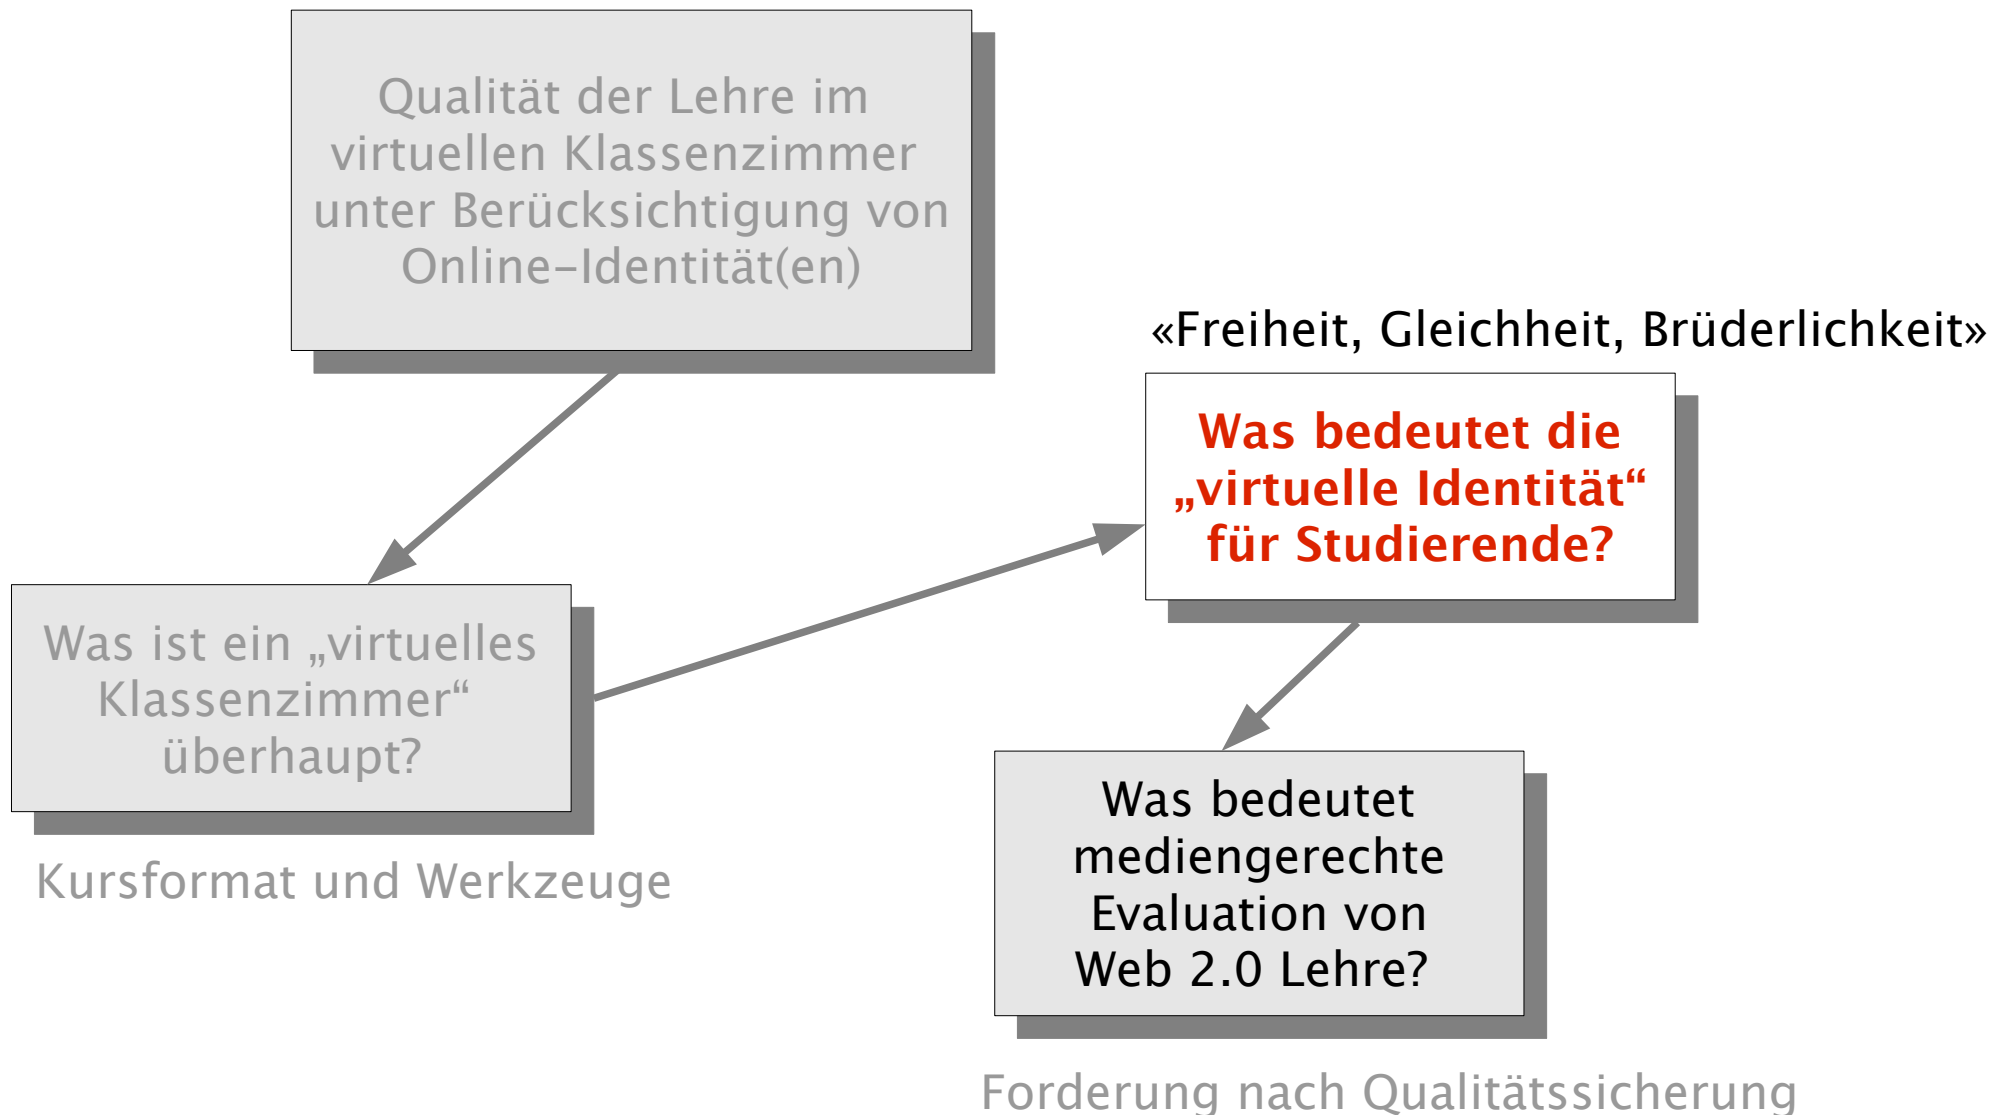 Qualität der Lehre im
virtuellen Klassenzimmer
unter Berücksichtigung von
Online-Identität(en)
«Freiheit, Gleichheit, Brüderlichkeit»
Was bedeutet die
„virtuelle Identität“
für Studierende?
Was ist ein „virtuelles
Klassenzimmer“
überhaupt?
Kursformat und Werkzeuge
Was bedeutet
mediengerechte
Evaluation von
Web 2.0 Lehre?
Forderung nach Qualitätssicherung